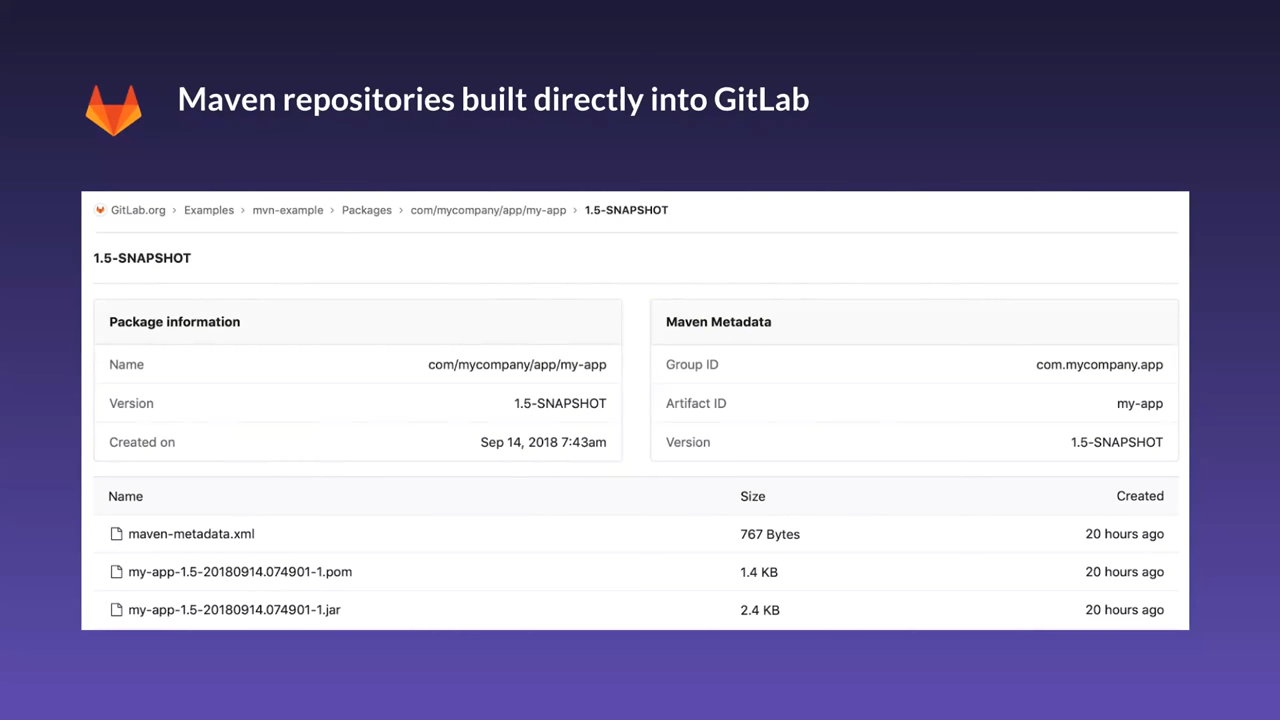 Maven repositories built directly into GitLab
GitLab.org › Examples › mvn-example › Packages › com/mycompany/app/my-app › 1.5-SNAPSHOT
1.5-SNAPSHOT
Package information
Name com/mycompany/app/my-app
Version 1.5-SNAPSHOT
Created on Sep 14, 2018 7:43am
Maven Metadata
Group ID com.mycompany.app
Artifact ID my-app
Version 1.5-SNAPSHOT
Name Size Created
maven-metadata.xml 767 Bytes 20 hours ago
my-app-1.5-20180914.074901-1.pom 1.4 KB 20 hours ago
my-app-1.5-20180914.074901-1.jar 2.4 KB 20 hours ago